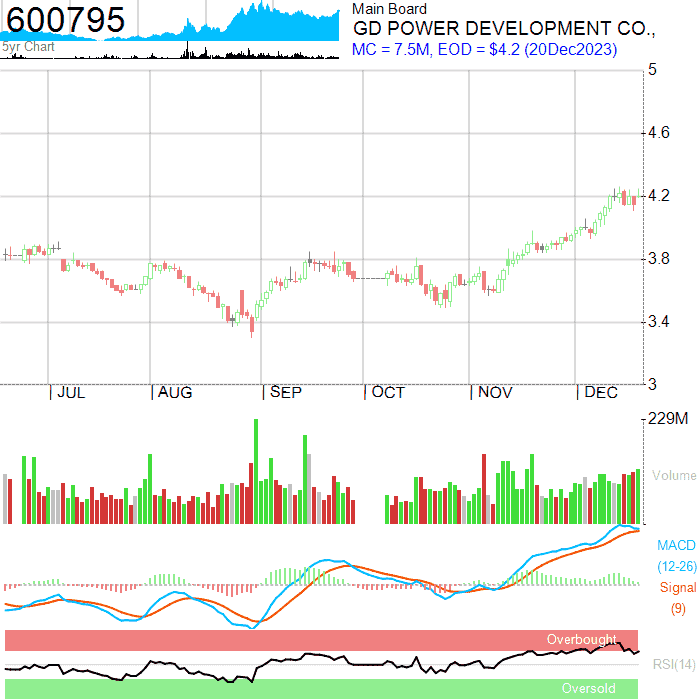 600795
5yr Chart
Main Board
GD POWER DEVELOPMENT CO.,
MC = 7.5M, EOD = $4.2 (20Dec2023)
5
4.6
4.2
3.8
3.4
3
JUL AUG SEP OCT NOV DEC
229M
Volume
MACD
(12-26)
Signal
(9)
Overbought
RSI(14)
Oversold